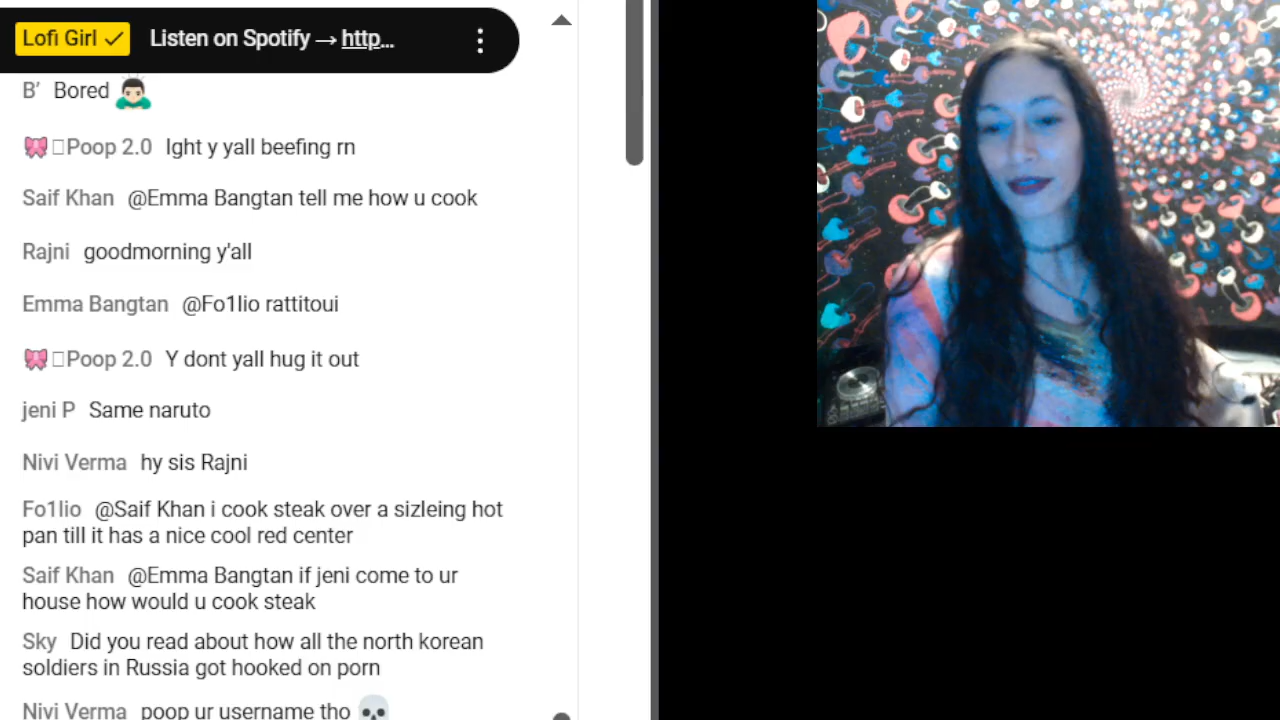 Lofi Girl ✓ Listen on Spotify → http...
B’ Bored 🙇🏻‍♂️
🎀 Poop 2.0 Ight y yall beefing rn
Saif Khan @Emma Bangtan tell me how u cook
Rajni goodmorning y'all
Emma Bangtan @Fo1lio rattitoui
🎀 Poop 2.0 Y dont yall hug it out
jeni P Same naruto
Nivi Verma hy sis Rajni
Fo1lio @Saif Khan i cook steak over a sizleing hot
pan till it has a nice cool red center
Saif Khan @Emma Bangtan if jeni come to ur
house how would u cook steak
Sky Did you read about how all the north korean
soldiers in Russia got hooked on porn
Nivi Verma poop ur username tho 💀